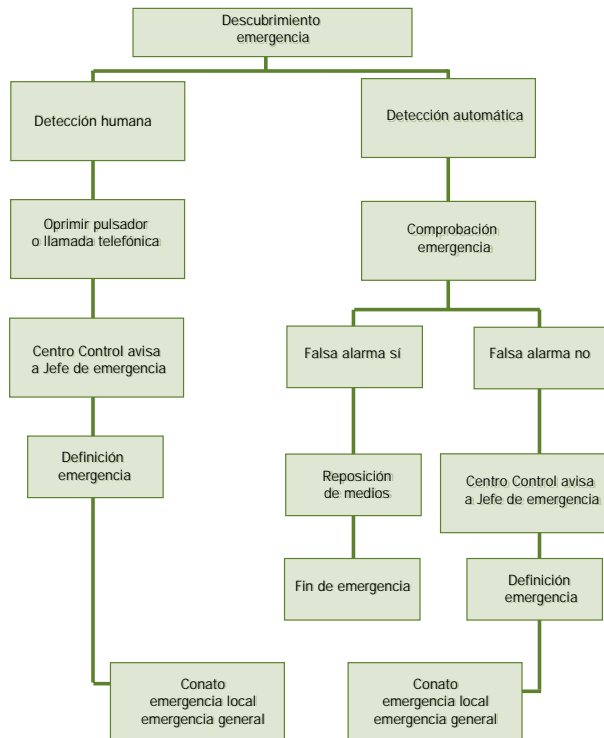 Descubrimiento
emergencia
Detección humana
Detección automática
Oprimir pulsador
o llamada telefónica
Comprobación
emergencia
Centro Control avisa
a Jefe de emergencia
Falsa alarma sí
Falsa alarma no
Definición
emergencia
Reposición
de medios
Centro Control avisa
a Jefe de emergencia
Fin de emergencia
Definición
emergencia
Conato
emergencia local
emergencia general
Conato
emergencia local
emergencia general